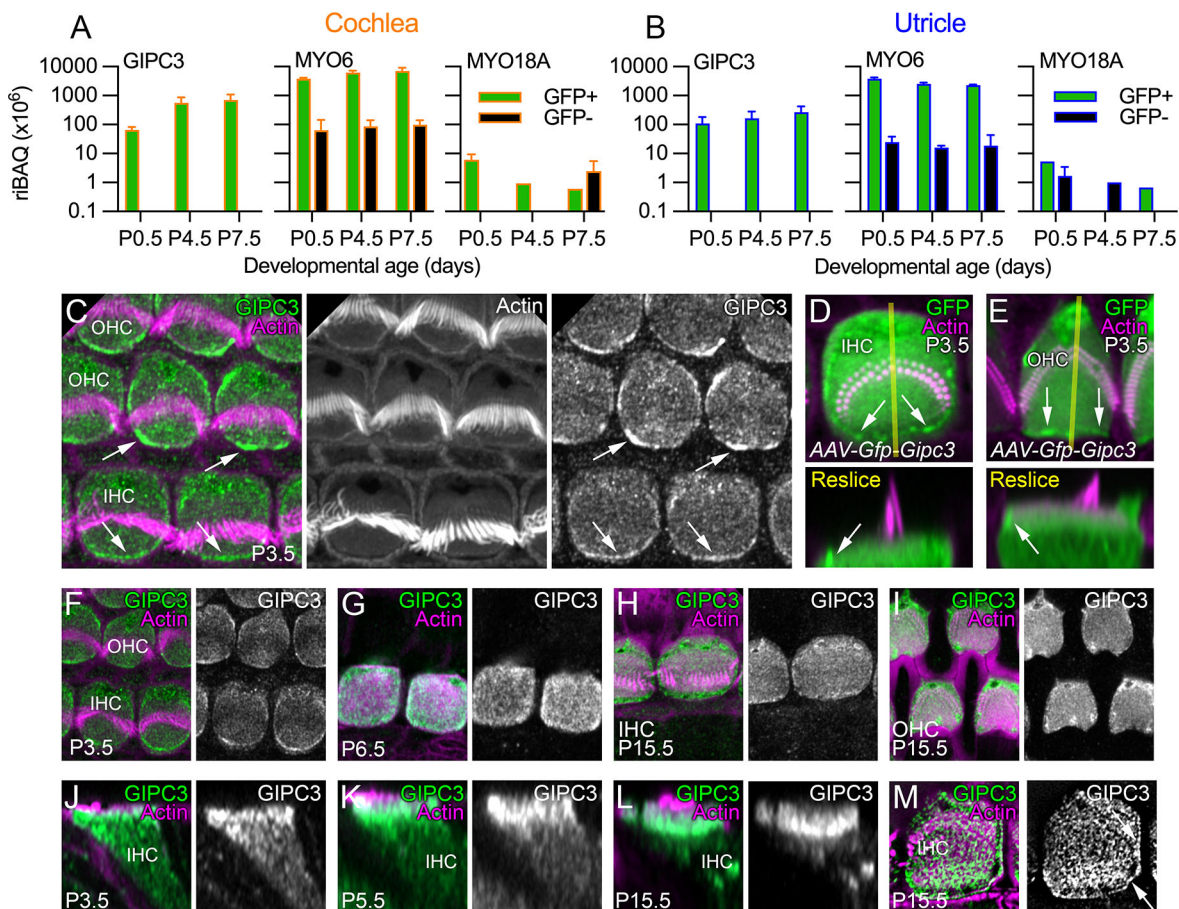 A
Cochlea
B
Utricle
riBAQ (x10⁶)
10000
1000
100
10
1
0.1
GIPC3
MYO6
MYO18A
GFP+
GFP-
P0.5 P4.5 P7.5
P0.5 P4.5 P7.5
P0.5 P4.5 P7.5
Developmental age (days)
10000
1000
100
10
1
0.1
GIPC3
MYO6
MYO18A
GFP+
GFP-
P0.5 P4.5 P7.5
P0.5 P4.5 P7.5
P0.5 P4.5 P7.5
Developmental age (days)
C
GIPC3
Actin
OHC
OHC
IHC
P3.5
Actin
GIPC3
D
GFP
Actin
P3.5
IHC
AAV-Gfp-Gipc3
Reslice
E
GFP
Actin
P3.5
OHC
AAV-Gfp-Gipc3
Reslice
F
GIPC3
Actin
OHC
IHC
P3.5
GIPC3
G
GIPC3
Actin
P6.5
GIPC3
H
GIPC3
Actin
IHC
P15.5
GIPC3
I
GIPC3
Actin
OHC
P15.5
GIPC3
J
GIPC3
Actin
IHC
P3.5
GIPC3
K
GIPC3
Actin
IHC
P5.5
GIPC3
L
GIPC3
Actin
IHC
P15.5
GIPC3
M
GIPC3
Actin
IHC
P15.5
GIPC3